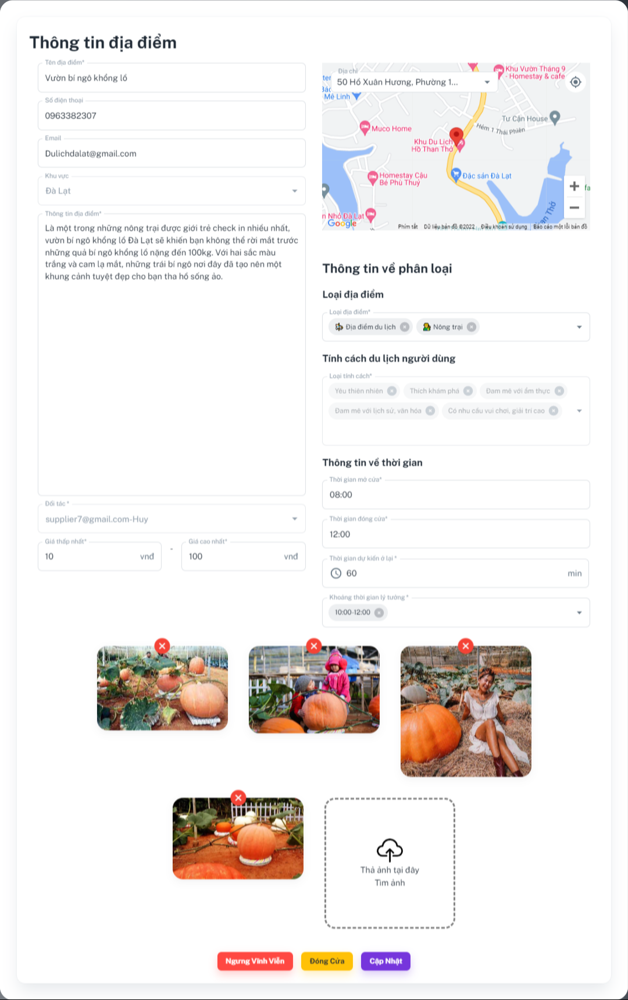 Thông tin địa điểm
Tên địa điểm*
Vườn bí ngô khổng lồ
Số điện thoại
0963382307
Email
Dulichdalat@gmail.com
Khu vực
Đà Lạt
Thông tin địa điểm*
Là một trong những nông trại được giới trẻ check in nhiều nhất,
vườn bí ngô khổng lồ Đà Lạt sẽ khiến bạn không thể rời mắt trước
những quả bí ngô khổng lồ nặng đến 100kg. Với hai sắc màu
trắng và cam lạ mắt, những trái bí ngô nơi đây đã tạo nên một
khung cảnh tuyệt đẹp cho bạn tha hồ sống ảo.
Đối tác *
supplier7@gmail.com-Huy
Giá thấp nhất*
10 vnđ
-
Giá cao nhất*
100 vnđ
Địa chỉ
50 Hồ Xuân Hương, Phường 1...
Khu Vườn Tháng 9
- Homestay & cafe
Mê Linh
Tư Cận House
Hẻm 1 Thái Phiên
Muco Home
Khu Du Lịch
Hồ Than Thở
Homestay Cậu
Bé Phù Thuỷ
Đặc sản Đà Lạt
n Nhỏ Đà Lạt
an Thở
Google
Phím tắt
Dữ liệu bản đồ ©2022
Điều khoản sử dụng
Báo cáo một lỗi bản đồ
Thông tin về phân loại
Loại địa điểm
Loại địa điểm*
Địa điểm du lịch
Nông trại
Tính cách du lịch người dùng
Loại tính cách*
Yêu thiên nhiên
Thích khám phá
Đam mê với ẩm thực
Đam mê với lịch sử, văn hóa
Có nhu cầu vui chơi, giải trí cao
Thông tin về thời gian
Thời gian mở cửa*
08:00
Thời gian đóng cửa*
12:00
Thời gian dự kiến ở lại *
60 min
Khoảng thời gian lý tưởng *
10:00-12:00
Thả ảnh tại đây
Tìm ảnh
Ngưng Vĩnh Viễn
Đóng Cửa
Cập Nhật